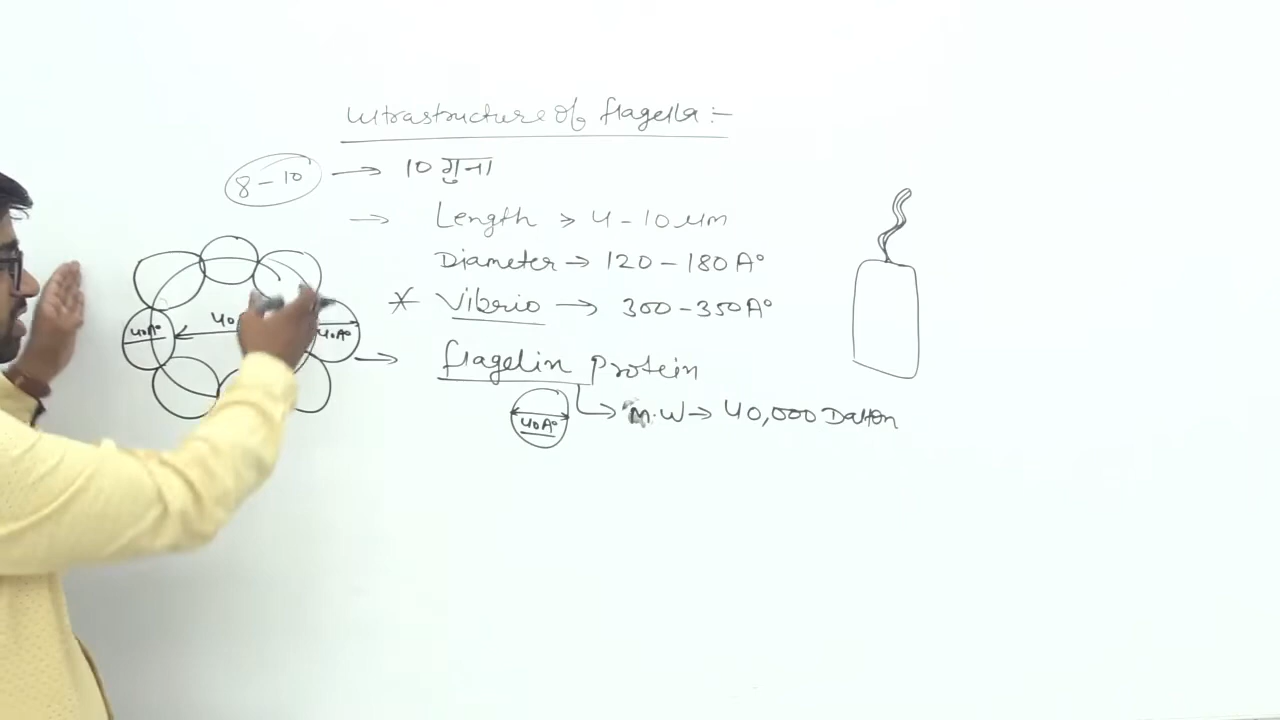 Ultrastructure of flagella :-
8 - 10 → 10 गुना
→ Length → 4 - 10 μm
Diameter → 120 - 180 A°
* Vibrio → 300 - 350 A°
→ flagelin protein
M.W → 40,000 Dalton
40A°
40A°
40
40A°